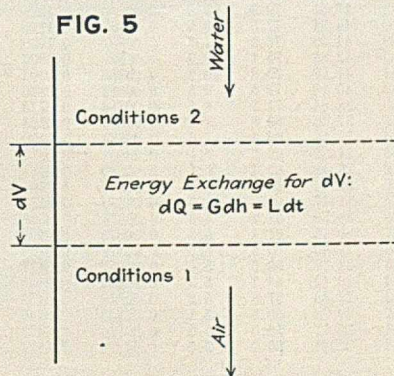 FIG. 5
Water
Conditions 2
dV
Energy Exchange for dV:
dQ = Gdh = Ldt
Conditions 1
Air